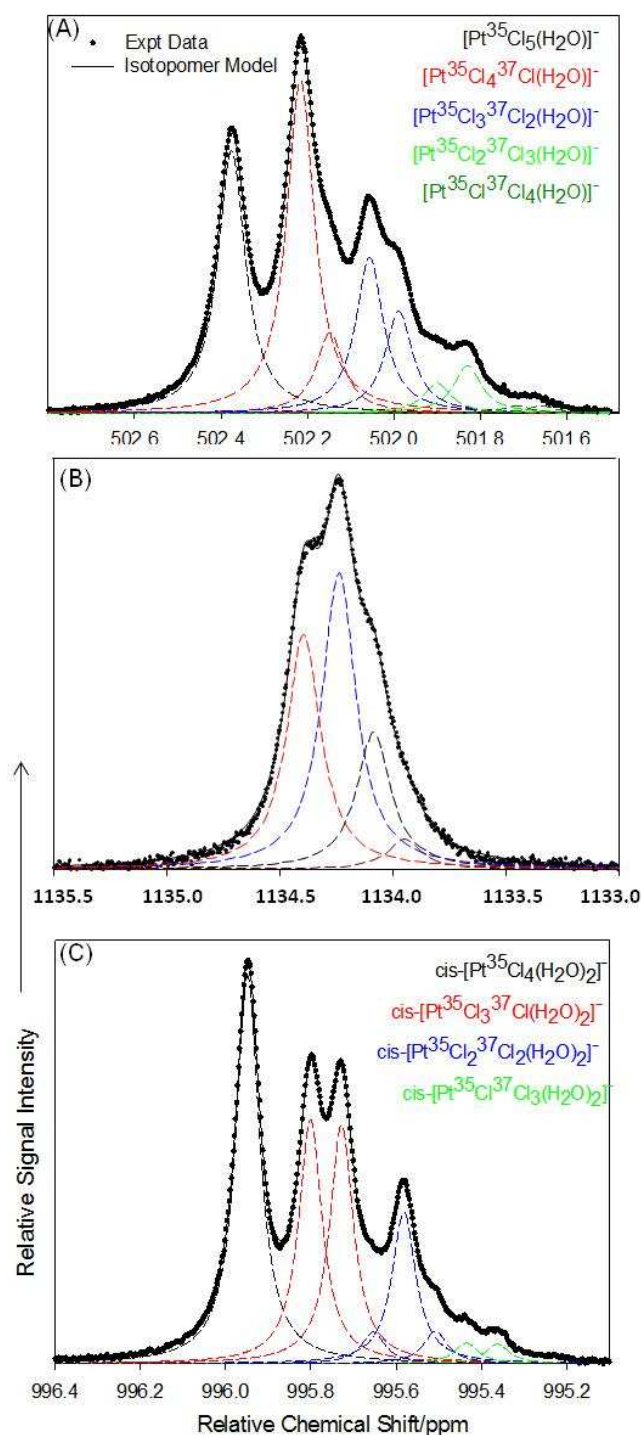 (A)
Expt Data
Isotopomer Model
[Pt³⁵Cl₅(H₂O)]⁻
[Pt³⁵Cl₄³⁷Cl(H₂O)]⁻
[Pt³⁵Cl₃³⁷Cl₂(H₂O)]⁻
[Pt³⁵Cl₂³⁷Cl₃(H₂O)]⁻
[Pt³⁵Cl³⁷Cl₄(H₂O)]⁻
502.6 502.4 502.2 502.0 501.8 501.6
(B)
1135.5 1135.0 1134.5 1134.0 1133.5 1133.0
(C)
cis-[Pt³⁵Cl₄(H₂O)₂]⁻
cis-[Pt³⁵Cl₃³⁷Cl(H₂O)₂]⁻
cis-[Pt³⁵Cl₂³⁷Cl₂(H₂O)₂]⁻
cis-[Pt³⁵Cl³⁷Cl₃(H₂O)₂]⁻
996.4 996.2 996.0 995.8 995.6 995.4 995.2
Relative Signal Intensity
Relative Chemical Shift/ppm